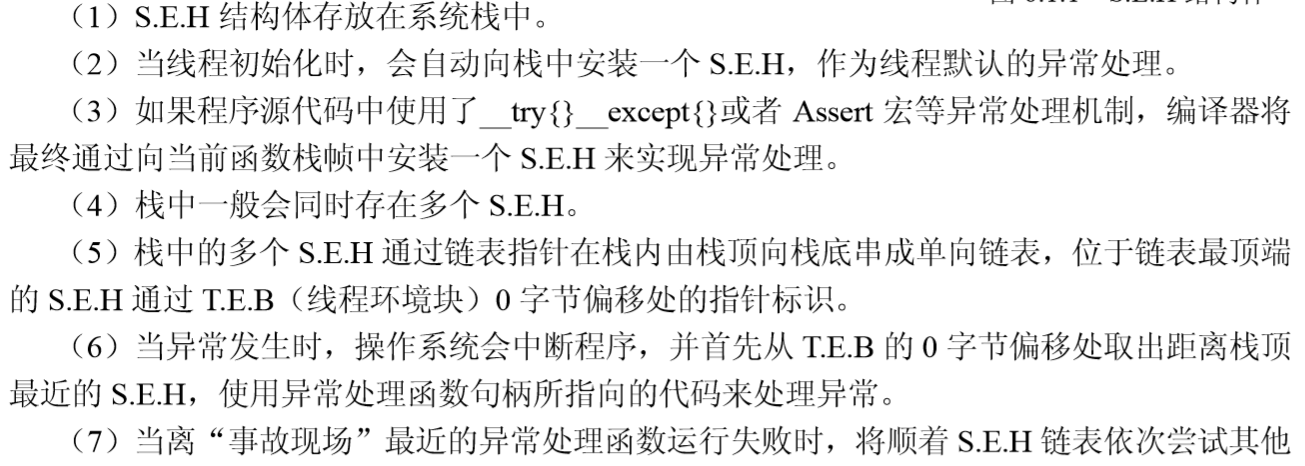 （1）S.E.H 结构体存放在系统栈中。
（2）当线程初始化时，会自动向栈中安装一个 S.E.H，作为线程默认的异常处理。
（3）如果程序源代码中使用了__try{}__except{}或者 Assert 宏等异常处理机制，编译器将
最终通过向当前函数栈帧中安装一个 S.E.H 来实现异常处理。
（4）栈中一般会同时存在多个 S.E.H。
（5）栈中的多个 S.E.H 通过链表指针在栈内由栈顶向栈底串成单向链表，位于链表最顶端
的 S.E.H 通过 T.E.B（线程环境块）0 字节偏移处的指针标识。
（6）当异常发生时，操作系统会中断程序，并首先从 T.E.B 的 0 字节偏移处取出距离栈顶
最近的 S.E.H，使用异常处理函数句柄所指向的代码来处理异常。
（7）当离“事故现场”最近的异常处理函数运行失败时，将顺着 S.E.H 链表依次尝试其他